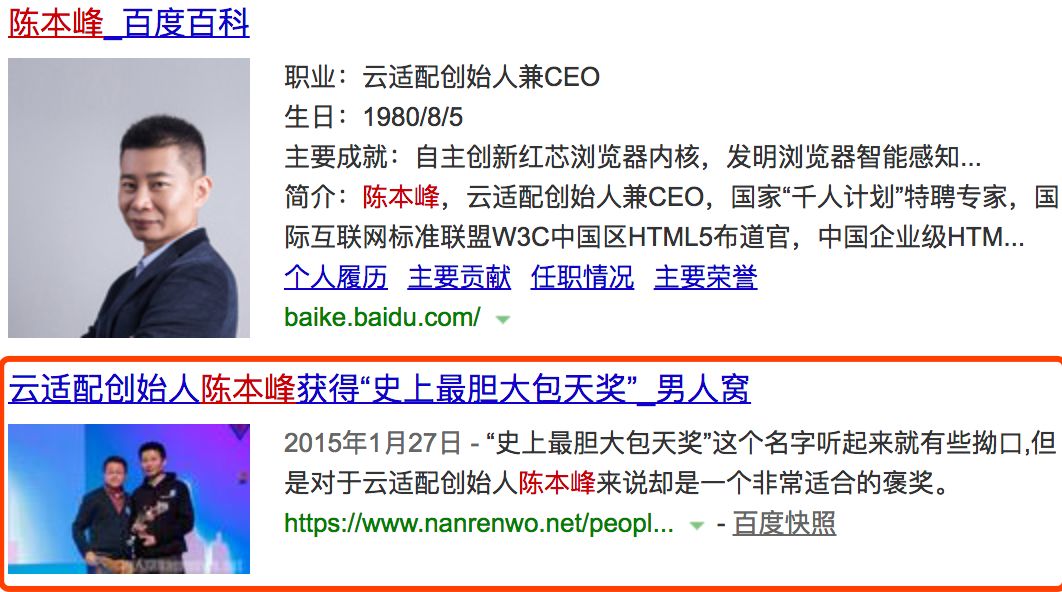 陈本峰_百度百科
职业：云适配创始人兼CEO
生日：1980/8/5
主要成就：自主创新红芯浏览器内核，发明浏览器智能感知...
简介：陈本峰，云适配创始人兼CEO，国家“千人计划”特聘专家，国
际互联网标准联盟W3C中国区HTML5布道官，中国企业级HTM...
个人履历 主要贡献 任职情况 主要荣誉
baike.baidu.com/
云适配创始人陈本峰获得“史上最胆大包天奖”_男人窝
2015年1月27日 - “史上最胆大包天奖”这个名字听起来就有些拗口,但
是对于云适配创始人陈本峰来说却是一个非常适合的褒奖。
https://www.nanrenwo.net/peopl... - 百度快照